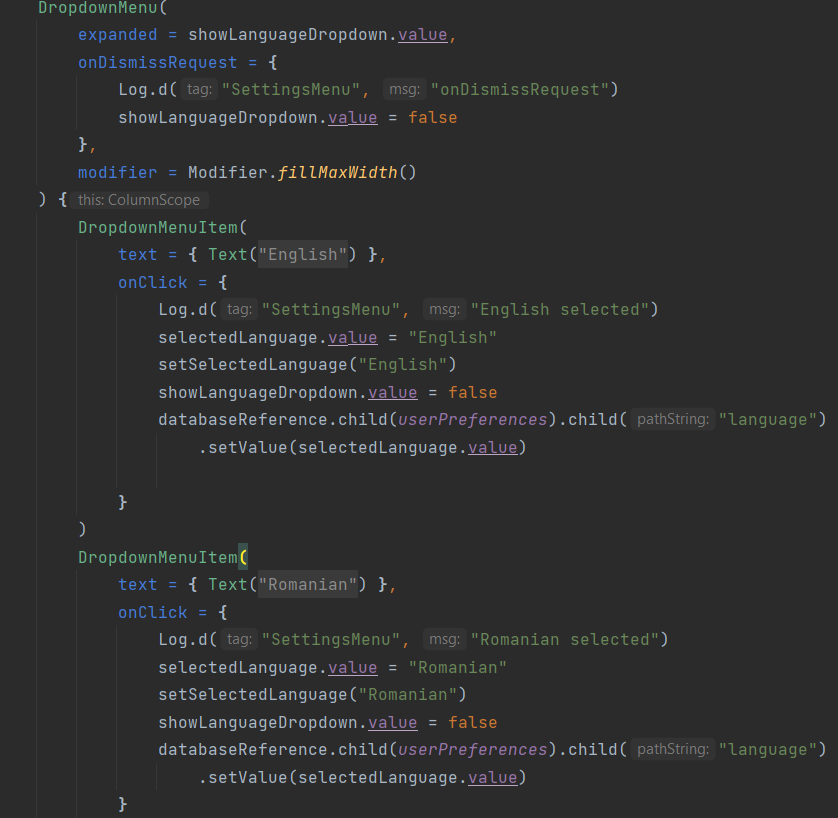 DropdownMenu(
    expanded = showLanguageDropdown.value,
    onDismissRequest = {
        Log.d( tag: "SettingsMenu",  msg: "onDismissRequest")
        showLanguageDropdown.value = false
    },
    modifier = Modifier.fillMaxWidth()
) { this: ColumnScope
    DropdownMenuItem(
        text = { Text("English") },
        onClick = {
            Log.d( tag: "SettingsMenu",  msg: "English selected")
            selectedLanguage.value = "English"
            setSelectedLanguage("English")
            showLanguageDropdown.value = false
            databaseReference.child(userPreferences).child( pathString: "language")
                .setValue(selectedLanguage.value)
        }
    )
    DropdownMenuItem(
        text = { Text("Romanian") },
        onClick = {
            Log.d( tag: "SettingsMenu",  msg: "Romanian selected")
            selectedLanguage.value = "Romanian"
            setSelectedLanguage("Romanian")
            showLanguageDropdown.value = false
            databaseReference.child(userPreferences).child( pathString: "language")
                .setValue(selectedLanguage.value)
        }